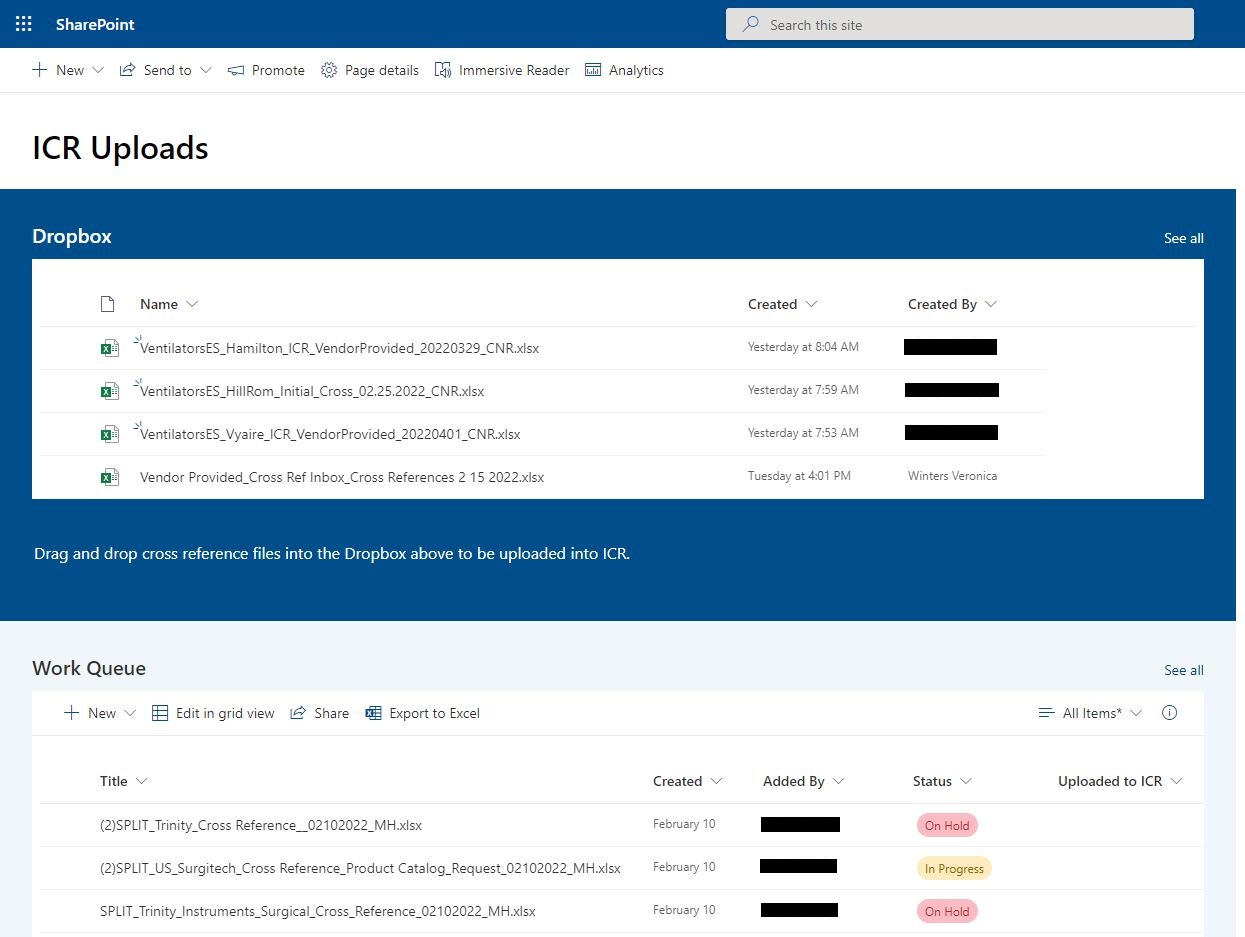 SharePoint
Search this site
New Send to Promote Page details Immersive Reader Analytics
ICR Uploads
Dropbox See all
Name Created Created By
VentilatorsES_Hamilton_ICR_VendorProvided_20220329_CNR.xlsx Yesterday at 8:04 AM
VentilatorsES_HillRom_Initial_Cross_02.25.2022_CNR.xlsx Yesterday at 7:59 AM
VentilatorsES_Vyaire_ICR_VendorProvided_20220401_CNR.xlsx Yesterday at 7:53 AM
Vendor Provided_Cross Ref Inbox_Cross References 2 15 2022.xlsx Tuesday at 4:01 PM Winters Veronica
Drag and drop cross reference files into the Dropbox above to be uploaded into ICR.
Work Queue See all
New Edit in grid view Share Export to Excel All Items*
Title Created Added By Status Uploaded to ICR
(2)SPLIT_Trinity_Cross Reference__02102022_MH.xlsx February 10 On Hold
(2)SPLIT_US_Surgitech_Cross Reference_Product Catalog_Request_02102022_MH.xlsx February 10 In Progress
SPLIT_Trinity_Instruments_Surgical_Cross_Reference_02102022_MH.xlsx February 10 On Hold